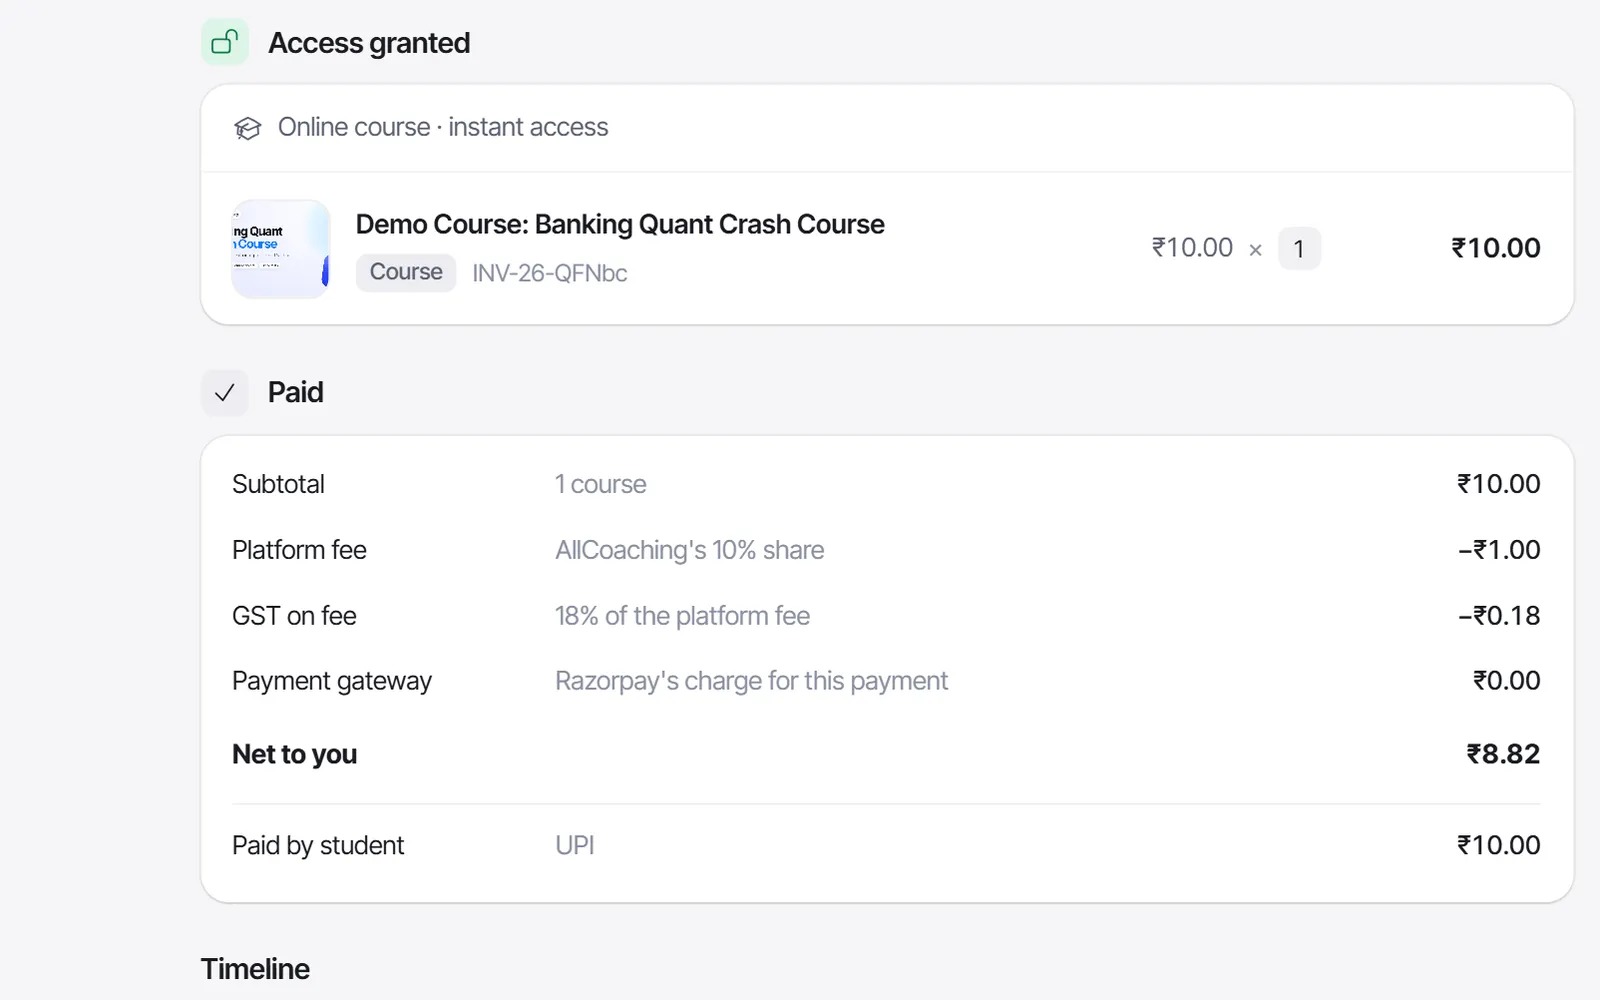 Access granted
Online course · instant access
ng Quant
Course
Demo Course: Banking Quant Crash Course
Course INV-26-QFNbc
₹10.00 × 1 ₹10.00
Paid
Subtotal 1 course ₹10.00
Platform fee AllCoaching's 10% share −₹1.00
GST on fee 18% of the platform fee −₹0.18
Payment gateway Razorpay's charge for this payment ₹0.00
Net to you ₹8.82
Paid by student UPI ₹10.00
Timeline